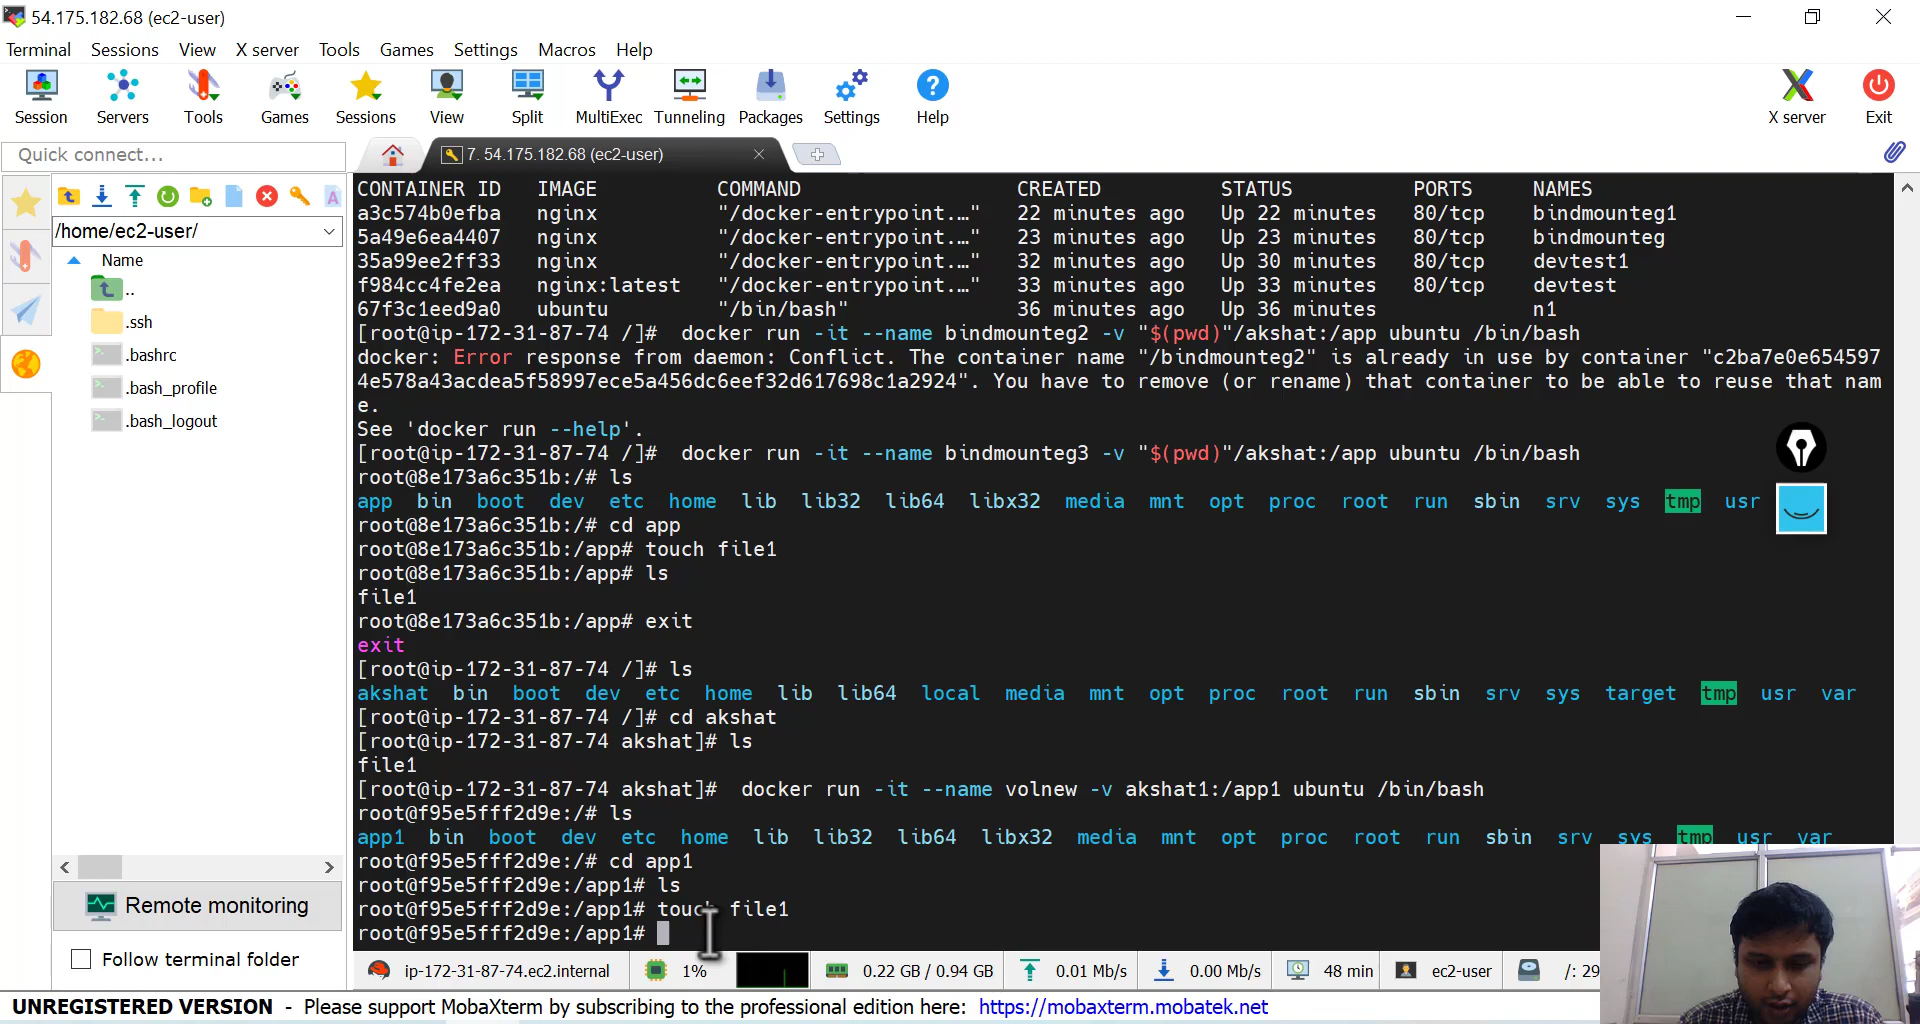 54.175.182.68 (ec2-user)
Terminal Sessions View X server Tools Games Settings Macros Help
Session Servers Tools Games Sessions View Split MultiExec Tunneling Packages Settings Help X server Exit
Quick connect...
7. 54.175.182.68 (ec2-user)
/home/ec2-user/
Name
..
.ssh
.bashrc
.bash_profile
.bash_logout
Remote monitoring
Follow terminal folder
CONTAINER ID IMAGE COMMAND CREATED STATUS PORTS NAMES
a3c574b0efba nginx "/docker-entrypoint.…" 22 minutes ago Up 22 minutes 80/tcp bindmounteg1
5a49e6ea4407 nginx "/docker-entrypoint.…" 23 minutes ago Up 23 minutes 80/tcp bindmounteg
35a99ee2ff33 nginx "/docker-entrypoint.…" 32 minutes ago Up 30 minutes 80/tcp devtest1
f984cc4fe2ea nginx:latest "/docker-entrypoint.…" 33 minutes ago Up 33 minutes 80/tcp devtest
67f3c1eed9a0 ubuntu "/bin/bash" 36 minutes ago Up 36 minutes n1
[root@ip-172-31-87-74 /]# docker run -it --name bindmounteg2 -v "$(pwd)"/akshat:/app ubuntu /bin/bash
docker: Error response from daemon: Conflict. The container name "/bindmounteg2" is already in use by container "c2ba7e0e654597
4e578a43acdea5f58997ece5a456dc6eef32d617698c1a2924". You have to remove (or rename) that container to be able to reuse that nam
e.
See 'docker run --help'.
[root@ip-172-31-87-74 /]# docker run -it --name bindmounteg3 -v "$(pwd)"/akshat:/app ubuntu /bin/bash
root@8e173a6c351b:/# ls
app bin boot dev etc home lib lib32 lib64 libx32 media mnt opt proc root run sbin srv sys tmp usr
root@8e173a6c351b:/# cd app
root@8e173a6c351b:/app# touch file1
root@8e173a6c351b:/app# ls
file1
root@8e173a6c351b:/app# exit
exit
[root@ip-172-31-87-74 /]# ls
akshat bin boot dev etc home lib lib64 local media mnt opt proc root run sbin srv sys target tmp usr var
[root@ip-172-31-87-74 /]# cd akshat
[root@ip-172-31-87-74 akshat]# ls
file1
[root@ip-172-31-87-74 akshat]# docker run -it --name volnew -v akshat1:/app1 ubuntu /bin/bash
root@f95e5fff2d9e:/# ls
app1 bin boot dev etc home lib lib32 lib64 libx32 media mnt opt proc root run sbin srv sys tmp usr var
root@f95e5fff2d9e:/# cd app1
root@f95e5fff2d9e:/app1# ls
root@f95e5fff2d9e:/app1# touch file1
root@f95e5fff2d9e:/app1#
ip-172-31-87-74.ec2.internal 1% 0.22 GB / 0.94 GB 0.01 Mb/s 0.00 Mb/s 48 min ec2-user /: 29
UNREGISTERED VERSION - Please support MobaXterm by subscribing to the professional edition here: https://mobaxterm.mobatek.net